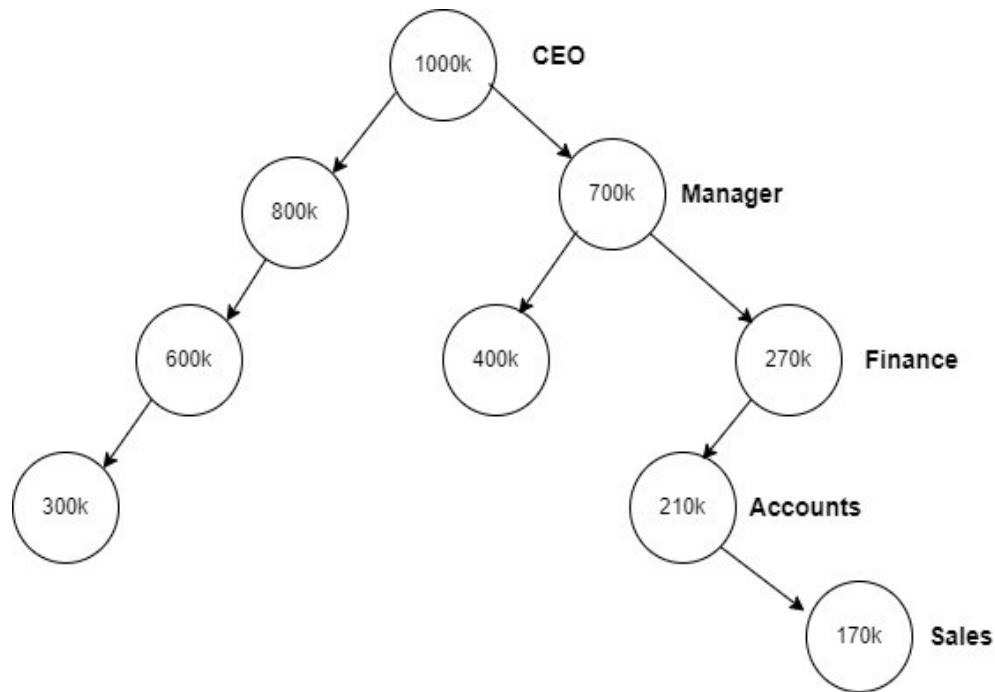 1000k CEO
800k
700k Manager
600k
400k
270k Finance
300k
210k Accounts
170k Sales